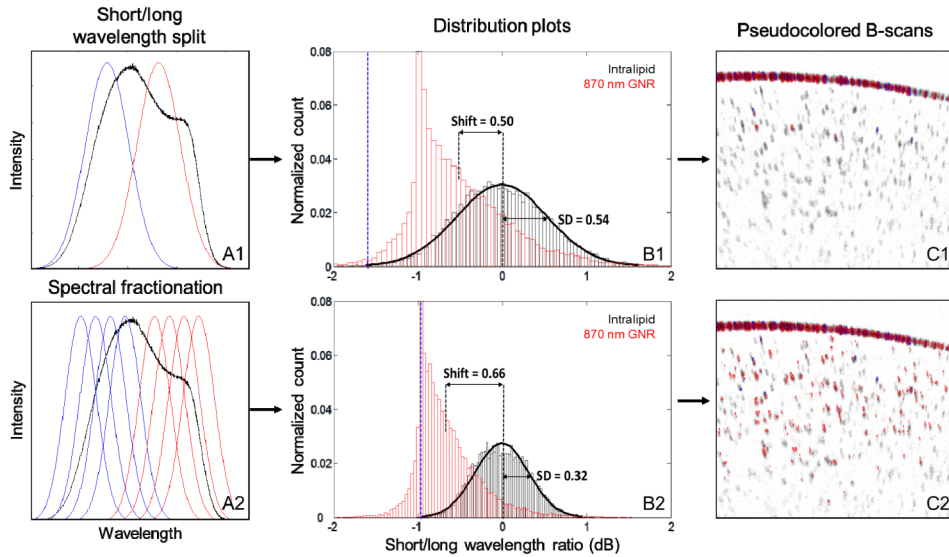 Short/long
wavelength split
Distribution plots
Pseudocolored B-scans
Intensity
A1
Normalized count
0.08
0.06
0.04
0.02
0
-2
-1
0
1
2
Intralipid
870 nm GNR
Shift = 0.50
SD = 0.54
B1
C1
Spectral fractionation
Intensity
Wavelength
A2
Normalized count
0.08
0.06
0.04
0.02
0
-2
-1
0
1
2
Short/long wavelength ratio (dB)
Intralipid
870 nm GNR
Shift = 0.66
SD = 0.32
B2
C2